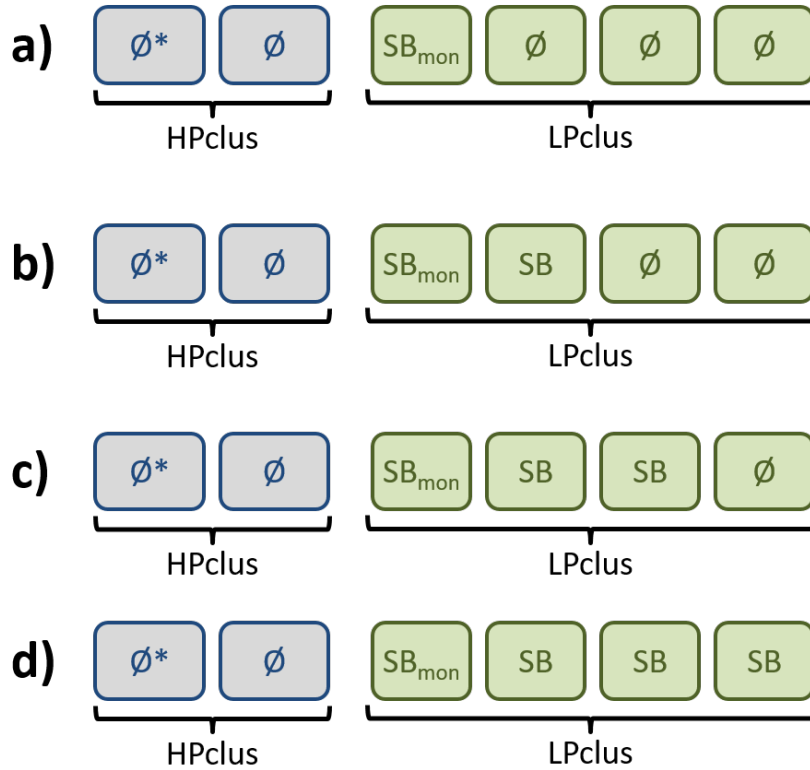 a) Ø* Ø SBmon Ø Ø Ø
HPclus LPclus
b) Ø* Ø SBmon SB Ø Ø
HPclus LPclus
c) Ø* Ø SBmon SB SB Ø
HPclus LPclus
d) Ø* Ø SBmon SB SB SB
HPclus LPclus